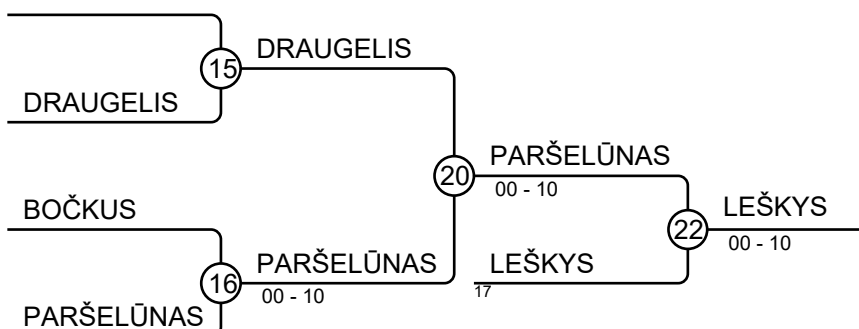 DRAUGELIS
15
DRAUGELIS
PARŠELŪNAS
20
00 - 10
BOČKUS
LEŠKYS
22
00 - 10
PARŠELŪNAS
LEŠKYS
16
00 - 10
17
PARŠELŪNAS